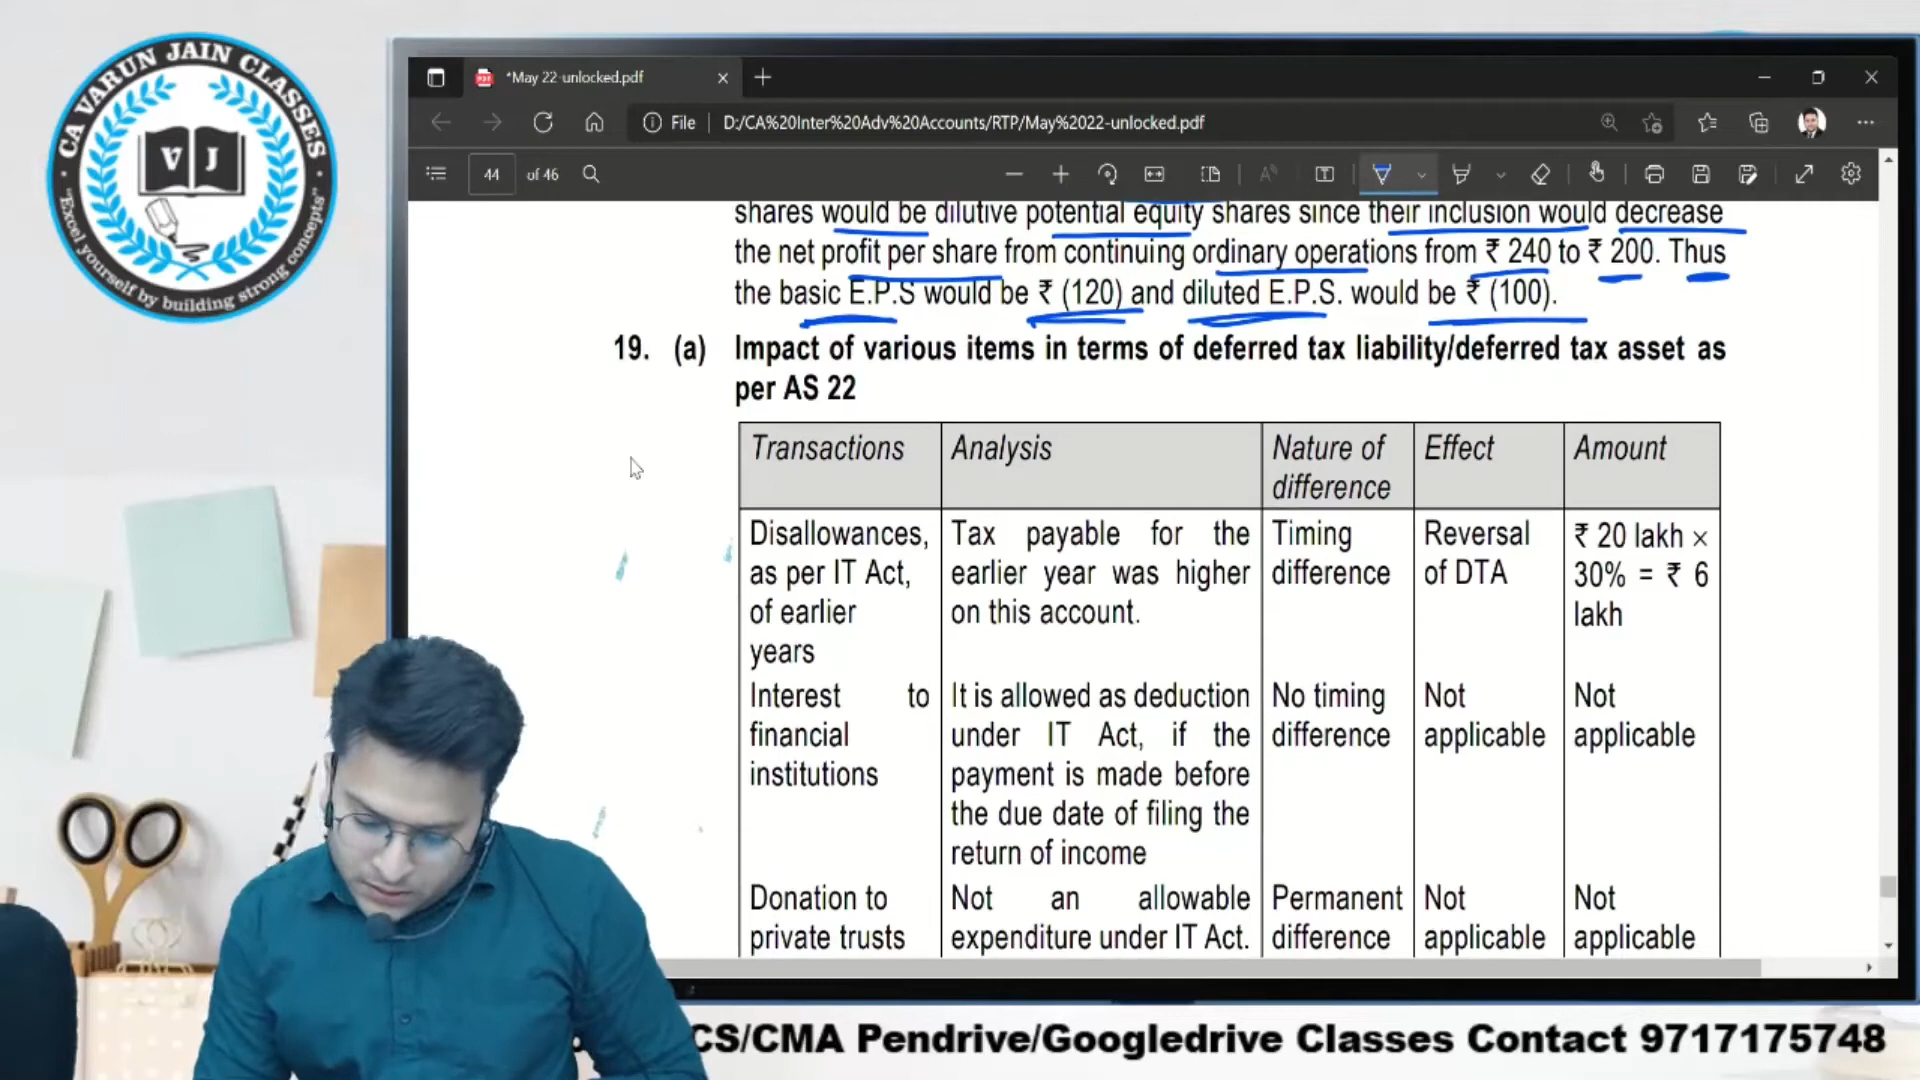 CA VARUN JAIN CLASSES
V J
"Excel yourself by building strong concepts"
*May 22-unlocked.pdf
File D:/CA%20Inter%20Adv%20Accounts/RTP/May%2022-unlocked.pdf
44 of 46
shares would be dilutive potential equity shares since their inclusion would decrease
the net profit per share from continuing ordinary operations from ₹ 240 to ₹ 200. Thus
the basic E.P.S would be ₹ (120) and diluted E.P.S. would be ₹ (100).
19. (a) Impact of various items in terms of deferred tax liability/deferred tax asset as
per AS 22
Transactions Analysis Nature of difference Effect Amount
Disallowances, Tax payable for the Timing Reversal ₹ 20 lakh ×
as per IT Act, earlier year was higher difference of DTA 30% = ₹ 6
of earlier on this account. lakh
years
Interest to It is allowed as deduction No timing Not Not
financial under IT Act, if the difference applicable applicable
institutions payment is made before
the due date of filing the
return of income
Donation to Not an allowable Permanent Not Not
private trusts expenditure under IT Act. difference applicable applicable
CS/CMA Pendrive/Googledrive Classes Contact 9717175748